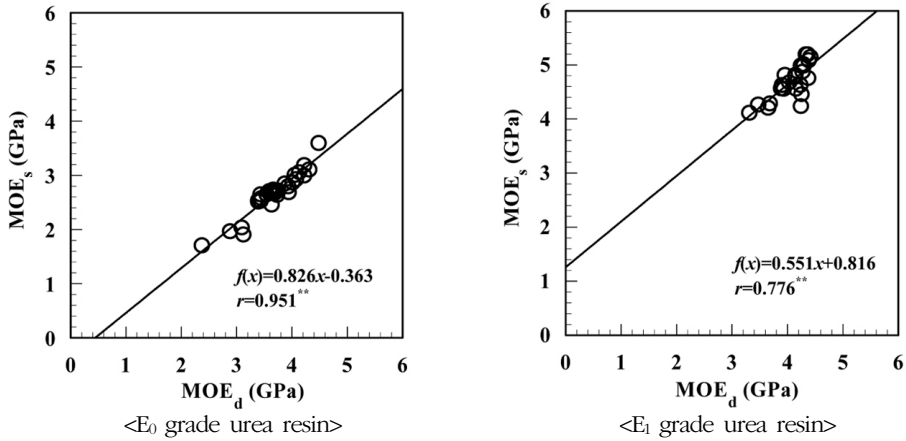 6
5
4
3
2
1
0
MOEs (GPa)
f(x)=0.826x-0.363
r=0.951**
0 1 2 3 4 5 6
MOEd (GPa)
<E0 grade urea resin>
6
5
4
3
2
1
0
MOEs (GPa)
f(x)=0.551x+0.816
r=0.776**
0 1 2 3 4 5 6
MOEd (GPa)
<E1 grade urea resin>